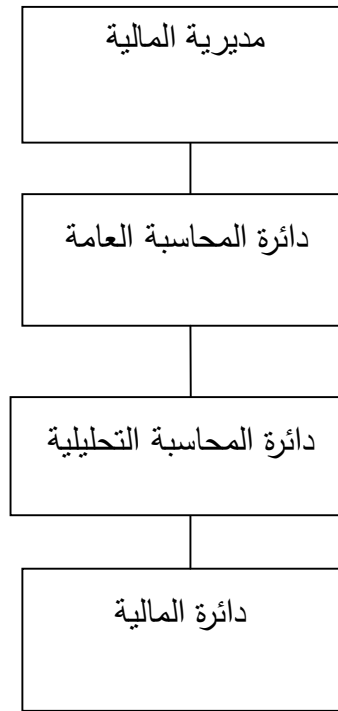 مديرية المالية
دائرة المحاسبة العامة
دائرة المحاسبة التحليلية
دائرة المالية